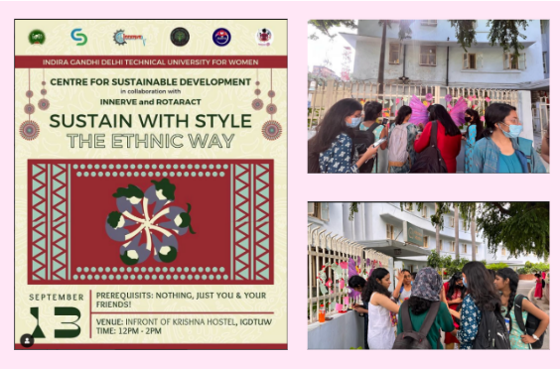 INDIRA GANDHI DELHI TECHNICAL UNIVERSITY FOR WOMEN
CENTRE FOR SUSTAINABLE DEVELOPMENT
in collaboration with
INNERVE and ROTARACT
SUSTAIN WITH STYLE
THE ETHNIC WAY
SEPTEMBER
13
PREREQUISITS: NOTHING, JUST YOU & YOUR
FRIENDS!
VENUE: INFRONT OF KRISHNA HOSTEL, IGDTUW
TIME: 12PM - 2PM